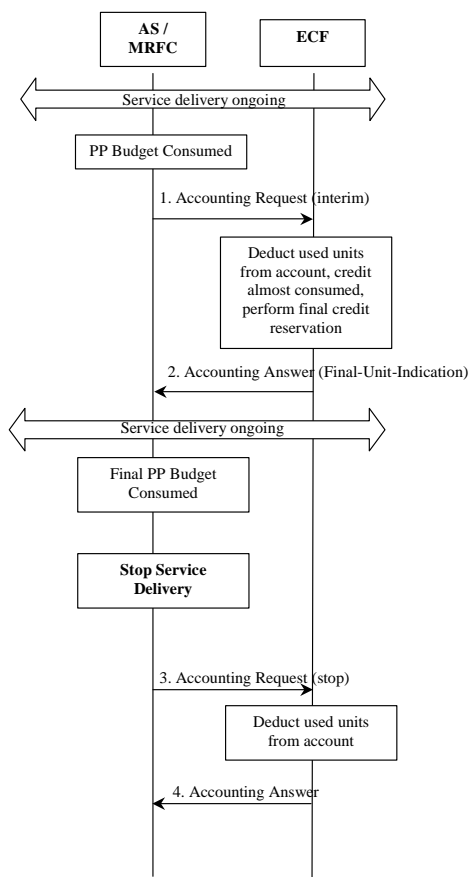 AS /
MRFC
ECF
Service delivery ongoing
PP Budget Consumed
1. Accounting Request (interim)
Deduct used units
from account, credit
almost consumed,
perform final credit
reservation
2. Accounting Answer (Final-Unit-Indication)
Service delivery ongoing
Final PP Budget
Consumed
Stop Service
Delivery
3. Accounting Request (stop)
Deduct used units
from account
4. Accounting Answer